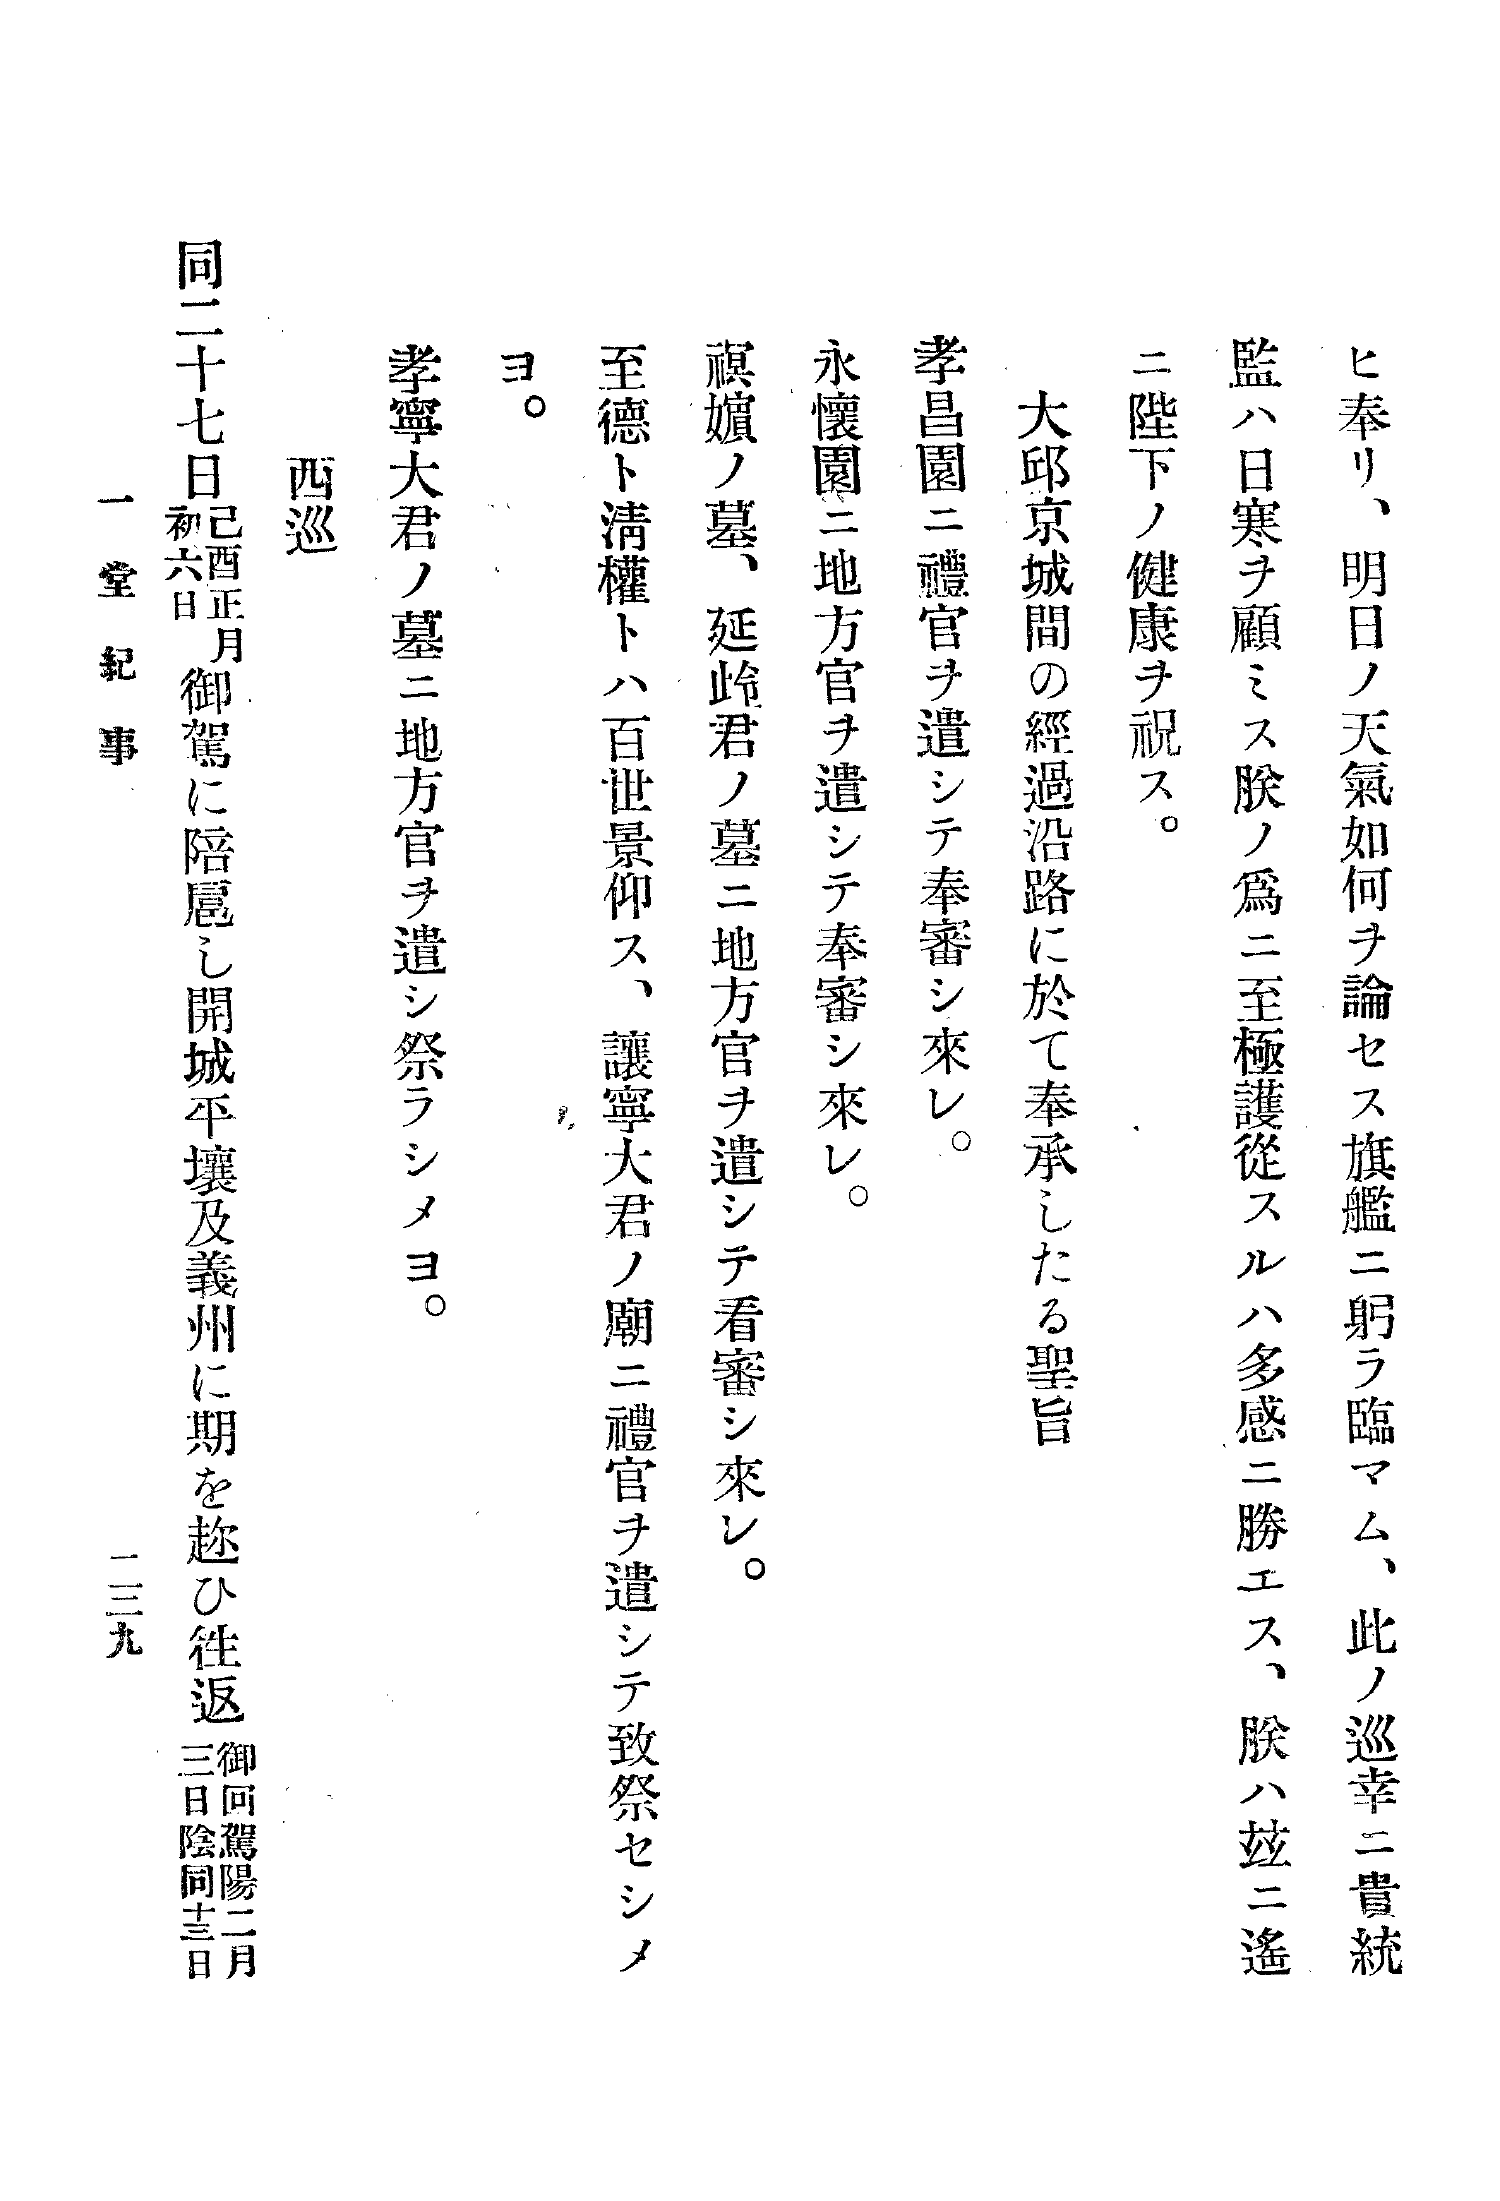 ヒ奉リ、明日ノ天氣如何ヲ論セス旗艦ニ躬ラ臨マム、此ノ巡幸ニ貴統
監ハ日寒ヲ顧ミス朕ノ爲ニ至極護從スルハ多感ニ勝エス、朕ハ玆ニ遙
ニ陛下ノ健康ヲ祝ス。
大邱京城間の經過沿路に於て奉承したる聖旨
孝昌園ニ禮官ヲ遣シテ奉審シ來レ。
永懷園ニ地方官ヲ遣シテ奉審シ來レ。
禩嬪ノ墓、延齡君ノ墓ニ地方官ヲ遣シテ看審シ來レ。
至德ト淸權トハ百世景仰ス、讓寧大君ノ廟ニ禮官ヲ遣シテ致祭セシメ
ヨ。
孝寧大君ノ墓ニ地方官ヲ遣シ祭ラシメヨ。
西巡
同二十七日己酉正月初六日御駕に陪扈し開城平壤及義州に期を趂ひ徃返御回駕陽二月三日陰同十三日
一堂紀事
二三九